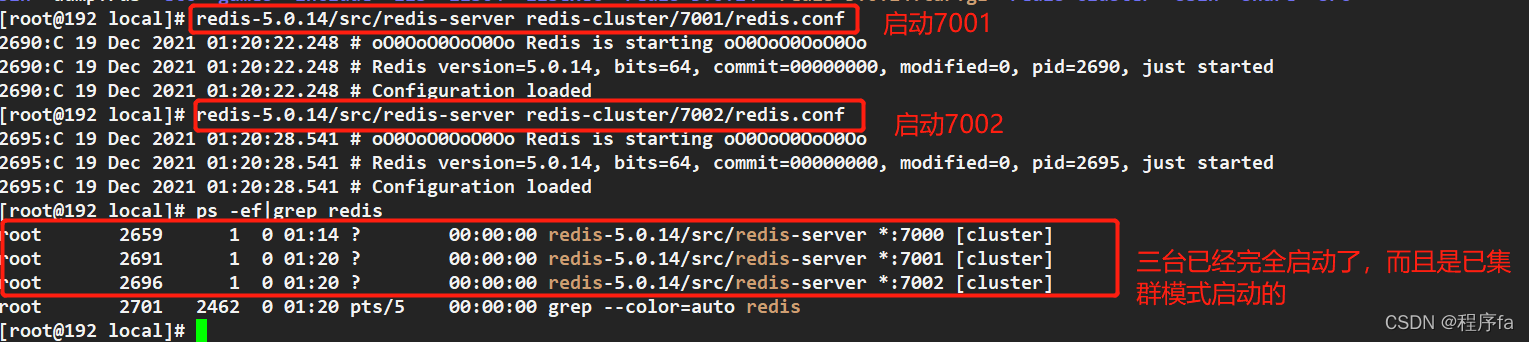 [root@192 local]# redis-5.0.14/src/redis-server redis-cluster/7001/redis.conf 启动7001
2690:C 19 Dec 2021 01:20:22.248 # oO0OoO0OoO0Oo Redis is starting oO0OoO0OoO0Oo
2690:C 19 Dec 2021 01:20:22.248 # Redis version=5.0.14, bits=64, commit=00000000, modified=0, pid=2690, just started
2690:C 19 Dec 2021 01:20:22.248 # Configuration loaded
[root@192 local]# redis-5.0.14/src/redis-server redis-cluster/7002/redis.conf 启动7002
2695:C 19 Dec 2021 01:20:28.541 # oO0OoO0OoO0Oo Redis is starting oO0OoO0OoO0Oo
2695:C 19 Dec 2021 01:20:28.541 # Redis version=5.0.14, bits=64, commit=00000000, modified=0, pid=2695, just started
2695:C 19 Dec 2021 01:20:28.541 # Configuration loaded
[root@192 local]# ps -ef|grep redis
root 2659 1 0 01:14 ? 00:00:00 redis-5.0.14/src/redis-server *:7000 [cluster]
root 2691 1 0 01:20 ? 00:00:00 redis-5.0.14/src/redis-server *:7001 [cluster]
root 2696 1 0 01:20 ? 00:00:00 redis-5.0.14/src/redis-server *:7002 [cluster]
三台已经完全启动了，而且是已集
群模式启动的
root 2701 2462 0 01:20 pts/5 00:00:00 grep --color=auto redis
[root@192 local]#
CSDN @程序fa